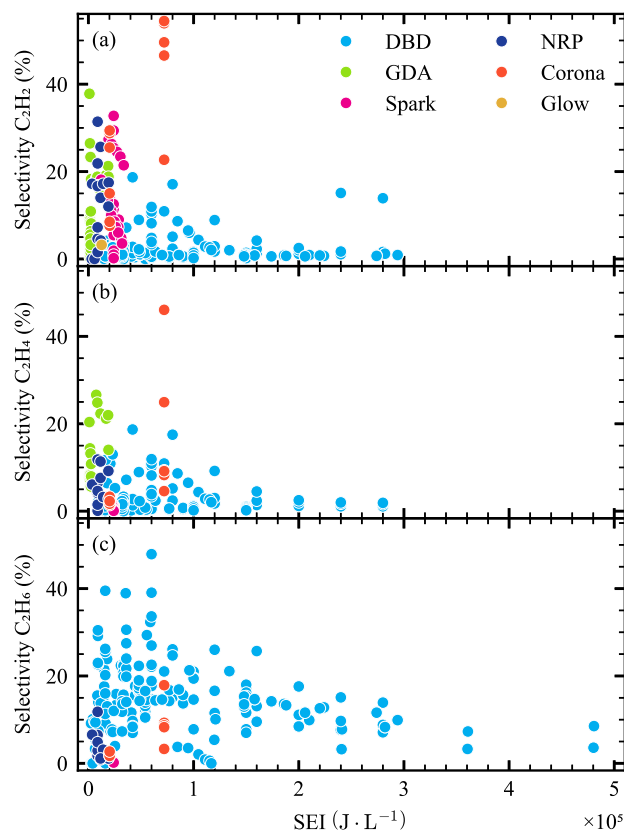 (a)
DBD
NRP
GDA
Corona
Spark
Glow
Selectivity C₂H₂ (%)
40
20
0
(b)
Selectivity C₂H₄ (%)
40
20
0
(c)
Selectivity C₂H₆ (%)
40
20
0
0
1
2
3
4
5
SEI (J · L⁻¹)
×10⁵